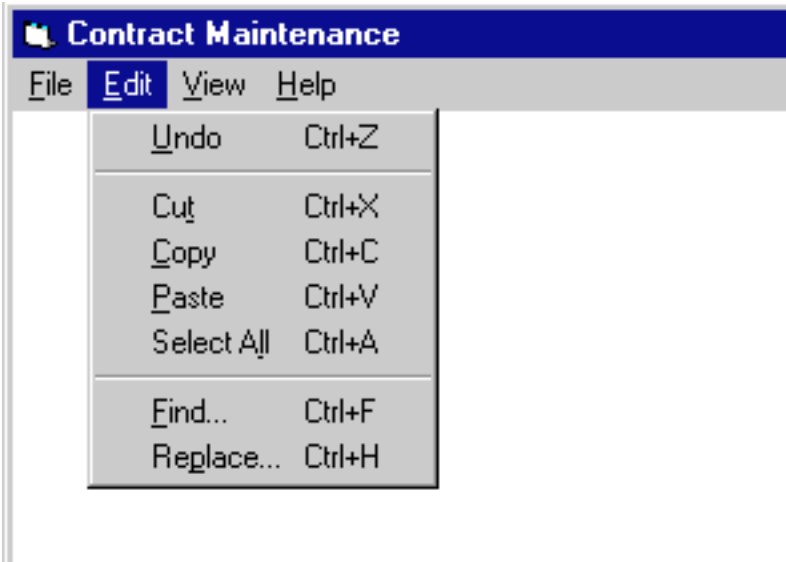 Contract Maintenance
File Edit View Help
Undo Ctrl+Z
Cut Ctrl+X
Copy Ctrl+C
Paste Ctrl+V
Select All Ctrl+A
Find... Ctrl+F
Replace... Ctrl+H